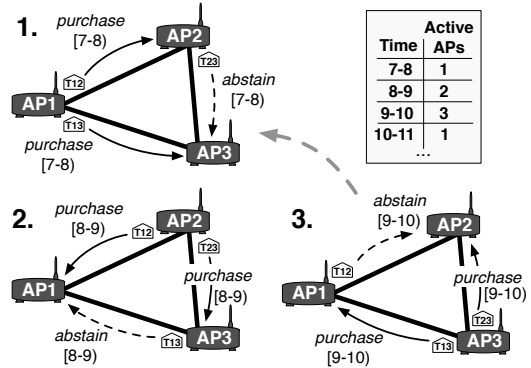 1.
purchase
[7-8]
AP2
T23
T12
abstain
[7-8]
AP1
T13
purchase
[7-8]
AP3
Time Active APs
7-8 1
8-9 2
9-10 3
10-11 1
...
2.
purchase
[8-9]
AP2
T12
T23
purchase
[8-9]
AP1
abstain
[8-9]
T13
AP3
3.
abstain
[9-10]
AP2
T12
purchase
[9-10]
AP1
T23
T13
purchase
[9-10]
AP3